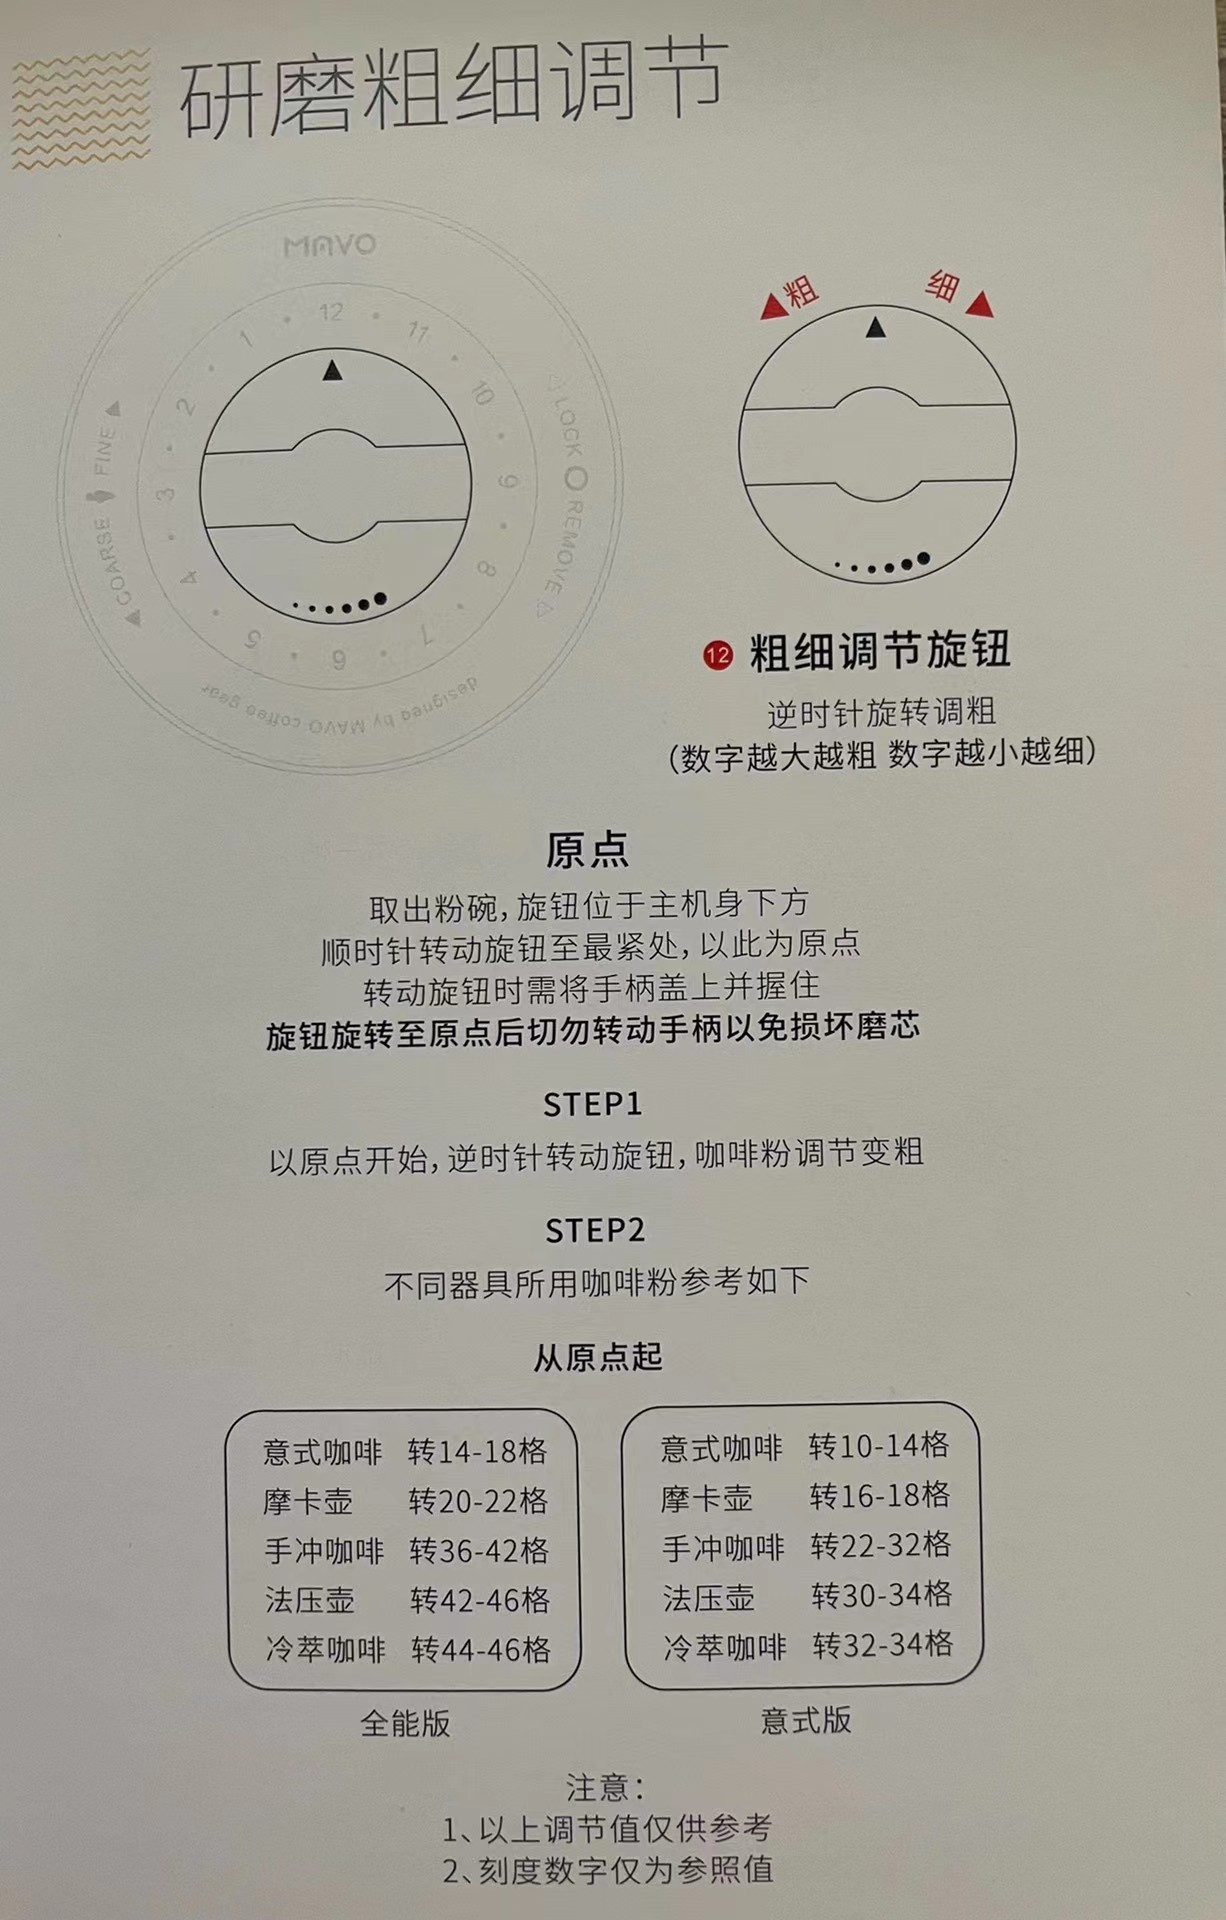 研磨粗细调节
MAVO
12
1
2
3
4
5
6
7
8
9
10
11
COARSE FINE
LOCK REMOVE
designed by MAVO coffee gear
粗 细
12 粗细调节旋钮
逆时针旋转调粗
(数字越大越粗 数字越小越细)
原点
取出粉碗,旋钮位于主机身下方
顺时针转动旋钮至最紧处,以此为原点
转动旋钮时需将手柄盖上并握住
旋钮旋转至原点后切勿转动手柄以免损坏磨芯
STEP1
以原点开始,逆时针转动旋钮,咖啡粉调节变粗
STEP2
不同器具所用咖啡粉参考如下
从原点起
意式咖啡 转14-18格
摩卡壶 转20-22格
手冲咖啡 转36-42格
法压壶 转42-46格
冷萃咖啡 转44-46格
全能版
意式咖啡 转10-14格
摩卡壶 转16-18格
手冲咖啡 转22-32格
法压壶 转30-34格
冷萃咖啡 转32-34格
意式版
注意:
1、以上调节值仅供参考
2、刻度数字仅为参照值